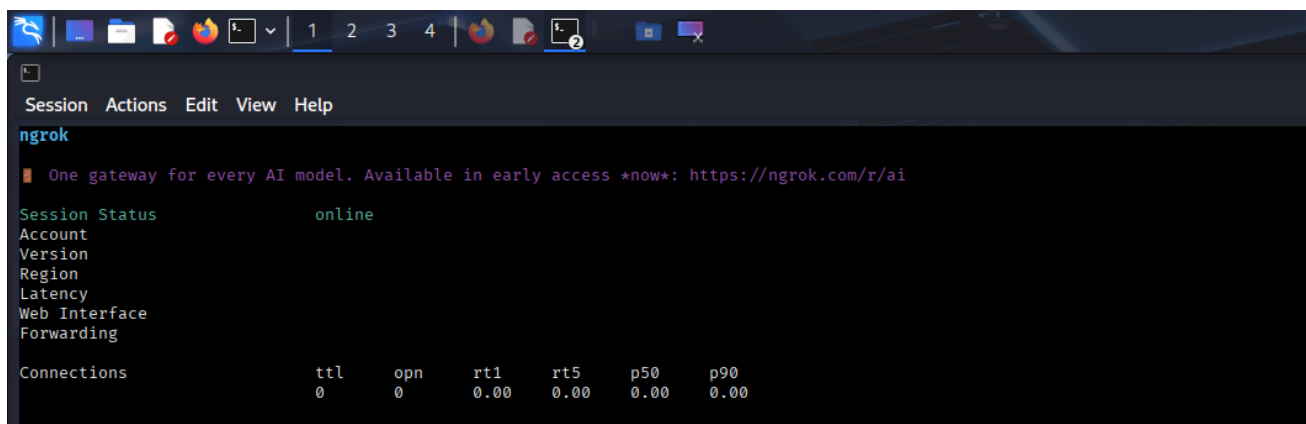 1 2 3 4 2
Session Actions Edit View Help
ngrok
One gateway for every AI model. Available in early access *now*: https://ngrok.com/r/ai
Session Status online
Account
Version
Region
Latency
Web Interface
Forwarding
Connections ttl opn rt1 rt5 p50 p90
0 0 0.00 0.00 0.00 0.00